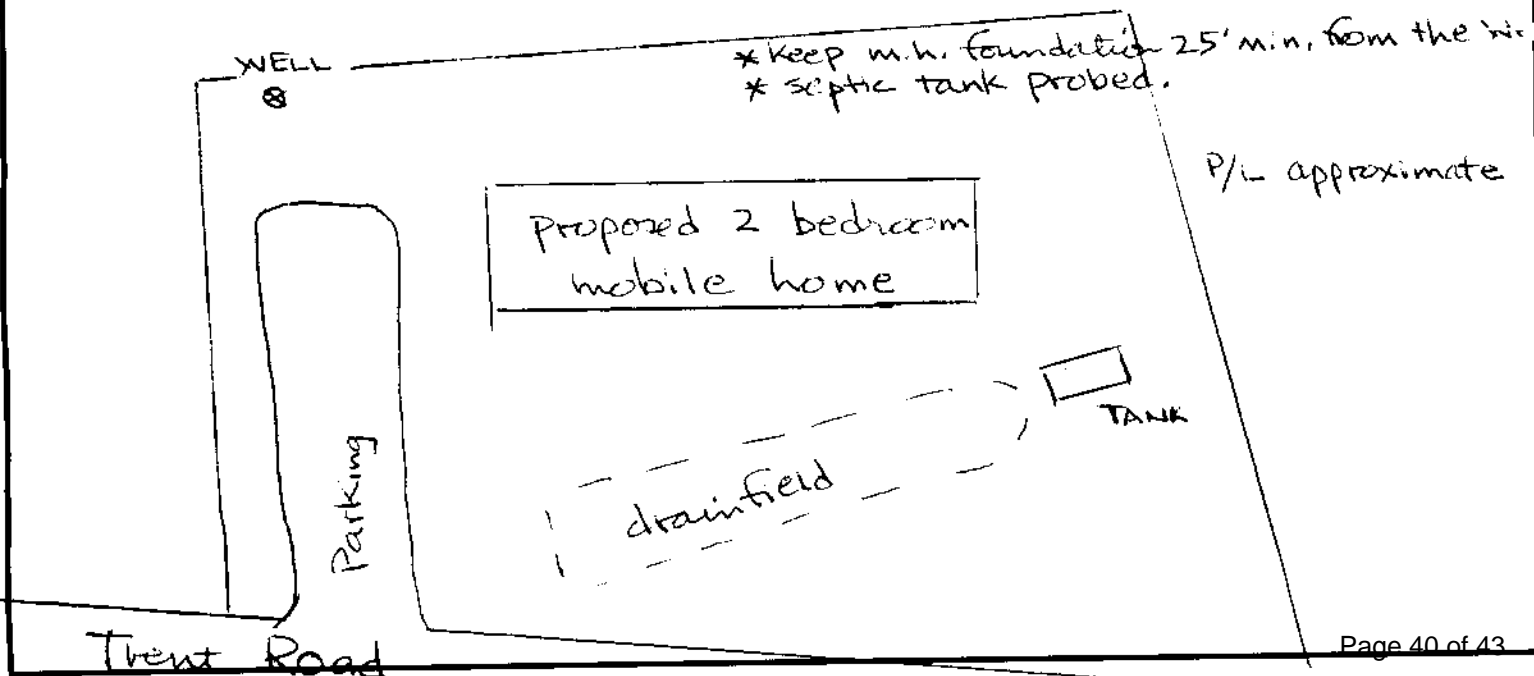 WELL
* Keep m.h. foundation 25' min. from the
* septic tank probed.
P/L approximate
proposed 2 bedroom
mobile home
TANK
drainfield
Parking
Trent Road
Page 40 of 43